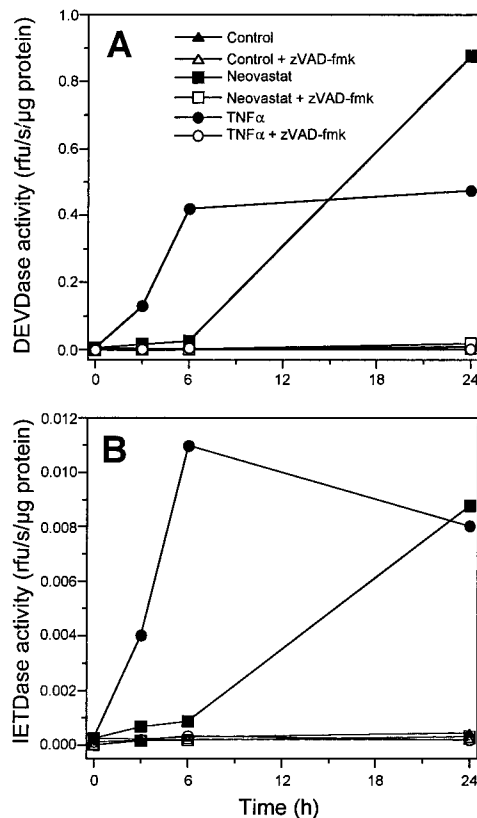 A
Control
Control + zVAD-fmk
Neovastat
Neovastat + zVAD-fmk
TNFα
TNFα + zVAD-fmk
DEVDase activity (rfu/s/µg protein)
1.0
0.8
0.6
0.4
0.2
0.0
0 6 12 18 24
B
IETDase activity (rfu/s/µg protein)
0.012
0.010
0.008
0.006
0.004
0.002
0.000
0 6 12 18 24
Time (h)